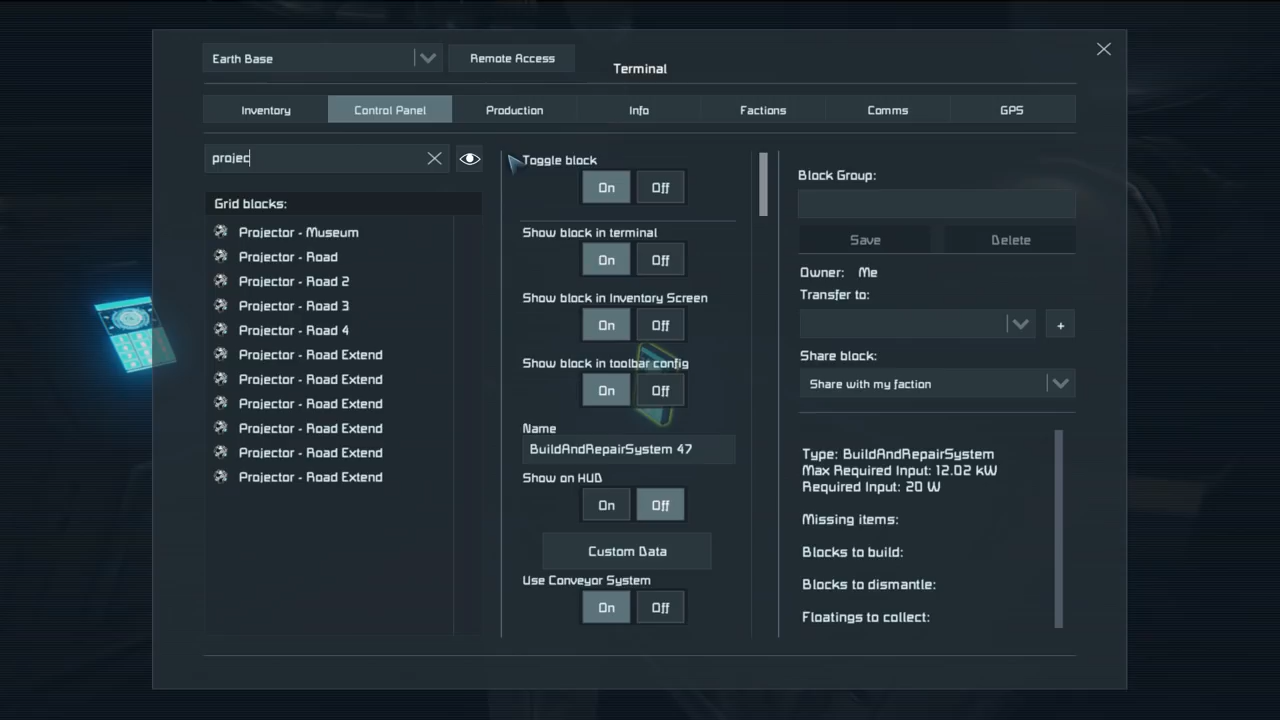 Earth Base
Remote Access
Terminal
Inventory
Control Panel
Production
Info
Factions
Comms
GPS
projec
Grid blocks:
Projector - Museum
Projector - Road
Projector - Road 2
Projector - Road 3
Projector - Road 4
Projector - Road Extend
Projector - Road Extend
Projector - Road Extend
Projector - Road Extend
Projector - Road Extend
Projector - Road Extend
Toggle block
On Off
Show block in terminal
On Off
Show block in Inventory Screen
On Off
Show block in toolbar config
On Off
Name
BuildAndRepairSystem 47
Show on HUD
On Off
Custom Data
Use Conveyor System
On Off
Block Group:
Save Delete
Owner: Me
Transfer to:
+
Share block:
Share with my faction
Type: BuildAndRepairSystem
Max Required Input: 12.02 kW
Required Input: 20 W
Missing items:
Blocks to build:
Blocks to dismantle:
Floatings to collect: